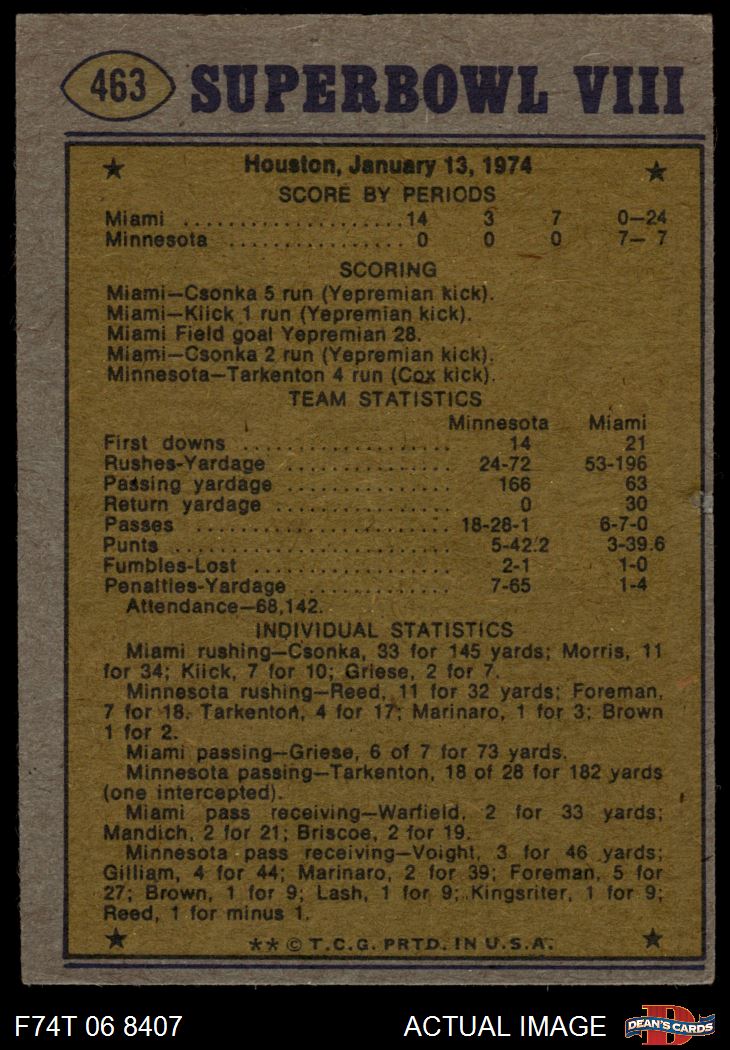 463 SUPERBOWL VIII
Houston, January 13, 1974
SCORE BY PERIODS
Miami .....................14 3 7 0—24
Minnesota ................. 0 0 0 7— 7
SCORING
Miami—Csonka 5 run (Yepremian kick).
Miami—Kiick 1 run (Yepremian kick).
Miami Field goal Yepremian 28.
Miami—Csonka 2 run (Yepremian kick).
Minnesota—Tarkenton 4 run (Cox kick).
TEAM STATISTICS
Minnesota Miami
First downs ..................... 14 21
Rushes-Yardage ................ 24-72 53-196
Passing yardage ................ 166 63
Return yardage ................ 0 30
Passes ......................... 18-28-1 6-7-0
Punts ........................... 5-42.2 3-39.6
Fumbles-Lost .................... 2-1 1-0
Penalties-Yardage .............. 7-65 1-4
Attendance—68,142.
INDIVIDUAL STATISTICS
Miami rushing—Csonka, 33 for 145 yards; Morris, 11
for 34; Kiick, 7 for 10; Griese, 2 for 7.
Minnesota rushing—Reed, 11 for 32 yards; Foreman,
7 for 18. Tarkenton, 4 for 17; Marinaro, 1 for 3; Brown
1 for 2.
Miami passing—Griese, 6 of 7 for 73 yards.
Minnesota passing—Tarkenton, 18 of 28 for 182 yards
(one intercepted).
Miami pass receiving—Warfield, 2 for 33 yards;
Mandich, 2 for 21; Briscoe, 2 for 19.
Minnesota pass receiving—Voight, 3 for 46 yards;
Gilliam, 4 for 44; Marinaro, 2 for 39; Foreman, 5 for
27; Brown, 1 for 9; Lash, 1 for 9; Kingsriter, 1 for 9;
Reed, 1 for minus 1.
** © T.C.G. PRTD. IN U.S.A.
F74T 06 8407 ACTUAL IMAGE D DEAN'S CARDS